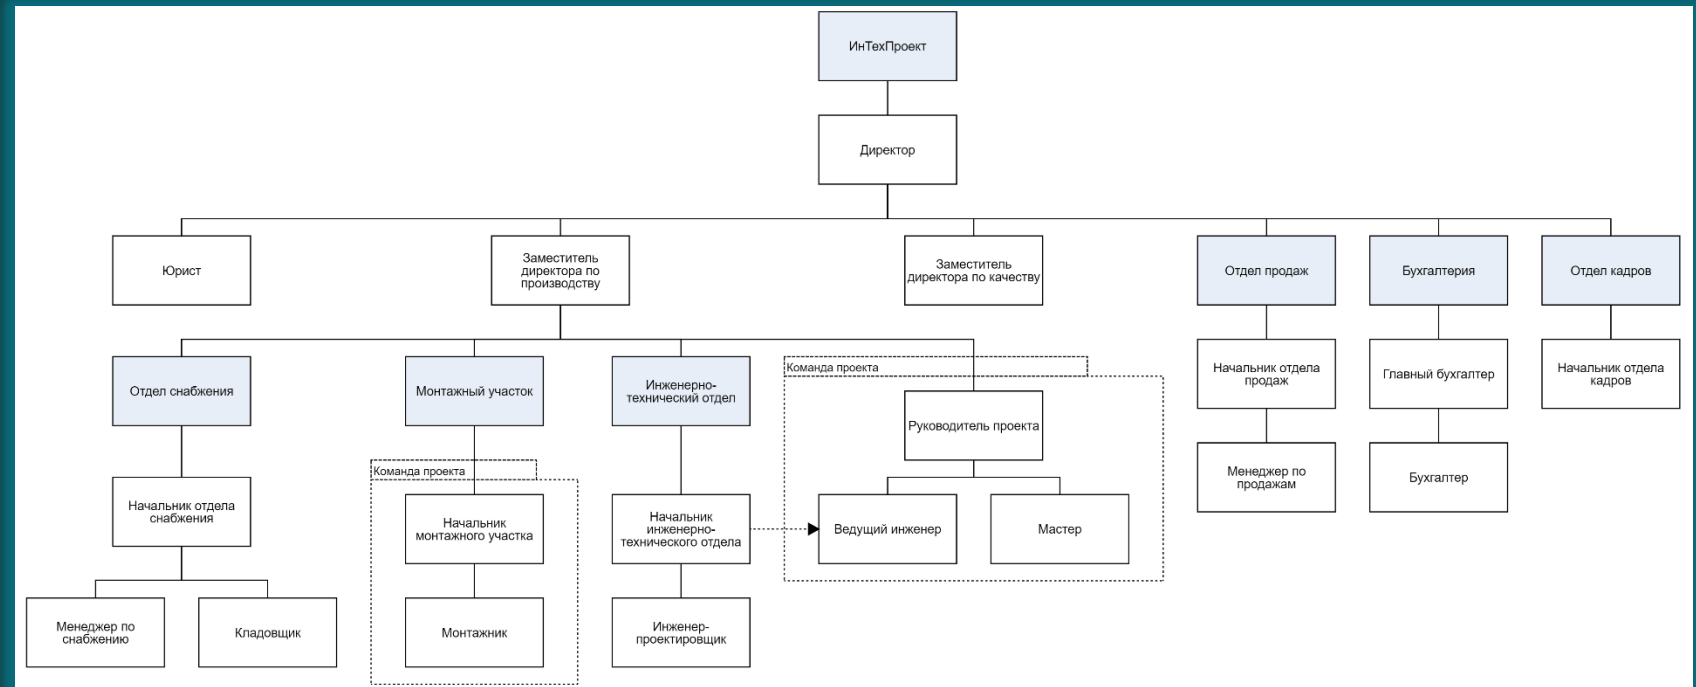 ИнТехПроект
Директор
Юрист
Заместитель
директора по
производству
Заместитель
директора по качеству
Отдел продаж
Бухгалтерия
Отдел кадров
Отдел снабжения
Монтажный участок
Инженерно-
технический отдел
Команда проекта
Руководитель проекта
Начальник отдела
продаж
Главный бухгалтер
Начальник отдела
кадров
Команда проекта
Начальник отдела
снабжения
Начальник
монтажного участка
Начальник
инженерно-
технического отдела
Ведущий инженер
Мастер
Менеджер по
продажам
Бухгалтер
Менеджер по
снабжению
Кладовщик
Монтажник
Инженер-
проектировщик